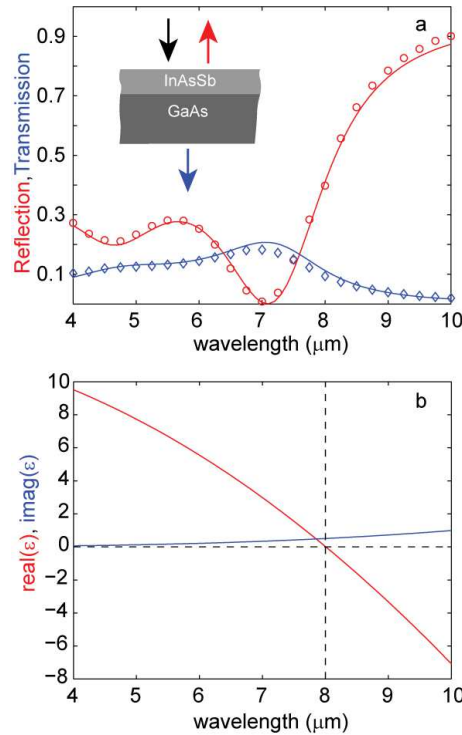 a
0.9
0.7
0.5
0.3
0.1
Reflection,Transmission
InAsSb
GaAs
4 5 6 7 8 9 10
wavelength (μm)
b
10
8
6
4
2
0
−2
−4
−6
−8
real(ε), imag(ε)
4 5 6 7 8 9 10
wavelength (μm)